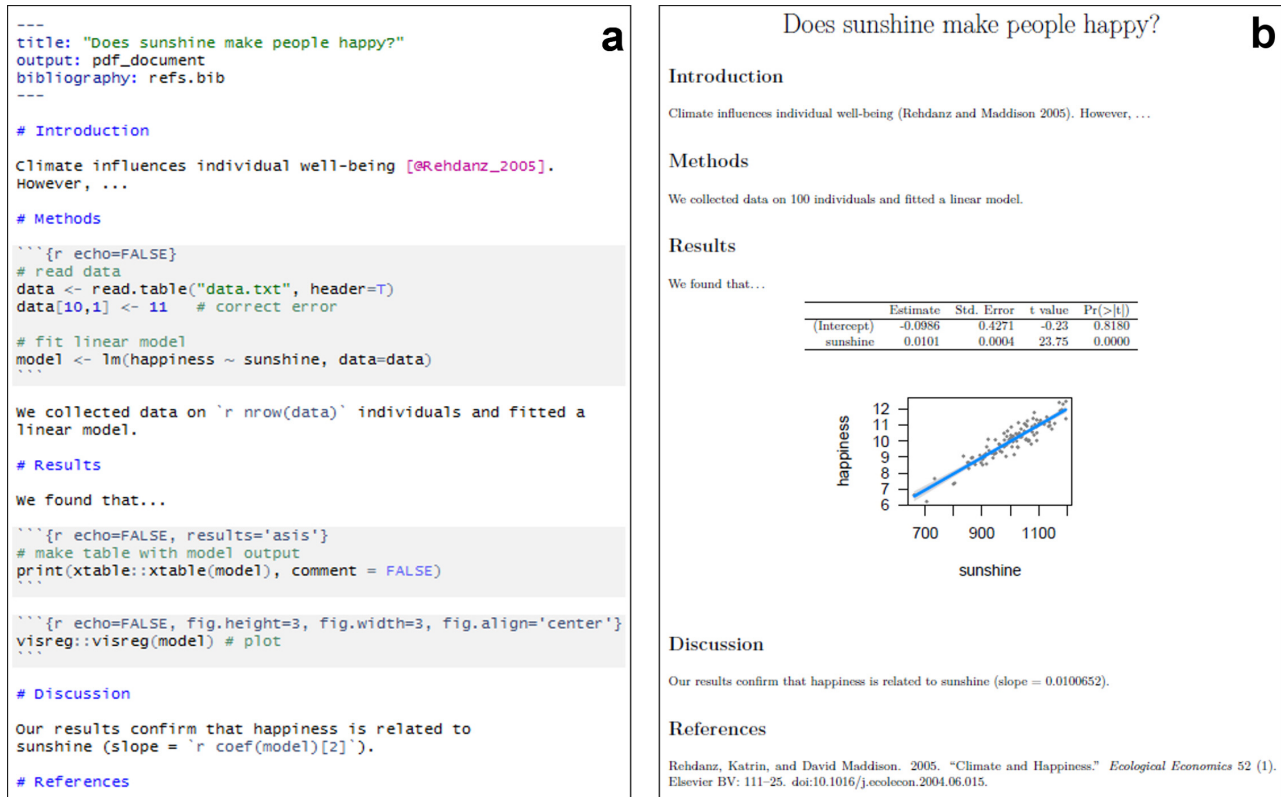 a
---
title: "Does sunshine make people happy?"
output: pdf_document
bibliography: refs.bib
---
# Introduction
Climate influences individual well-being [@Rehdanz_2005].
However, ...
# Methods
```{r echo=FALSE}
# read data
data <- read.table("data.txt", header=T)
data[10,1] <- 11   # correct error
# fit linear model
model <- lm(happiness ~ sunshine, data=data)
```
We collected data on `r nrow(data)` individuals and fitted a
linear model.
# Results
We found that...
```{r echo=FALSE, results='asis'}
# make table with model output
print(xtable::xtable(model), comment = FALSE)
```
```{r echo=FALSE, fig.height=3, fig.width=3, fig.align='center'}
visreg::visreg(model) # plot
```
# Discussion
Our results confirm that happiness is related to
sunshine (slope = `r coef(model)[2]`).
# References
b
Does sunshine make people happy?
Introduction
Climate influences individual well-being (Rehdanz and Maddison 2005). However, …
Methods
We collected data on 100 individuals and fitted a linear model.
Results
We found that…
Estimate Std. Error t value Pr(>|t|)
(Intercept) -0.0986 0.4271 -0.23 0.8180
sunshine 0.0101 0.0004 23.75 0.0000
12
11
10
9
8
7
6
happiness
700 900 1100
sunshine
Discussion
Our results confirm that happiness is related to sunshine (slope = 0.0100652).
References
Rehdanz, Katrin, and David Maddison. 2005. “Climate and Happiness.” Ecological Economics 52 (1).
Elsevier BV: 111–25. doi:10.1016/j.ecolecon.2004.06.015.